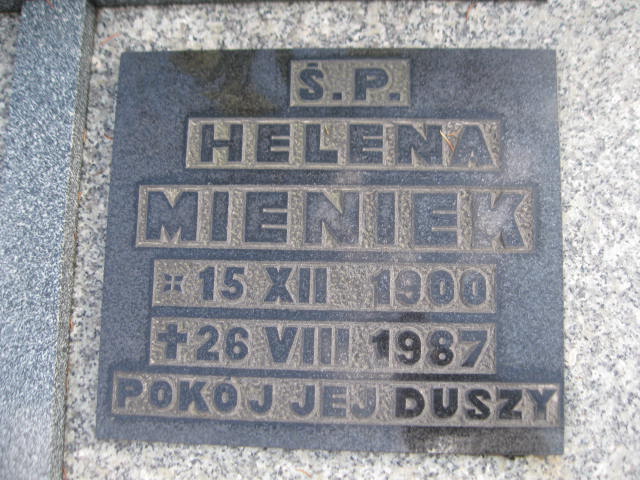 Ś.P.
HELENA
MIENIEK
¤ 15 XII 1900
✝ 26 VIII 1987
POKÓJ JEJ DUSZY